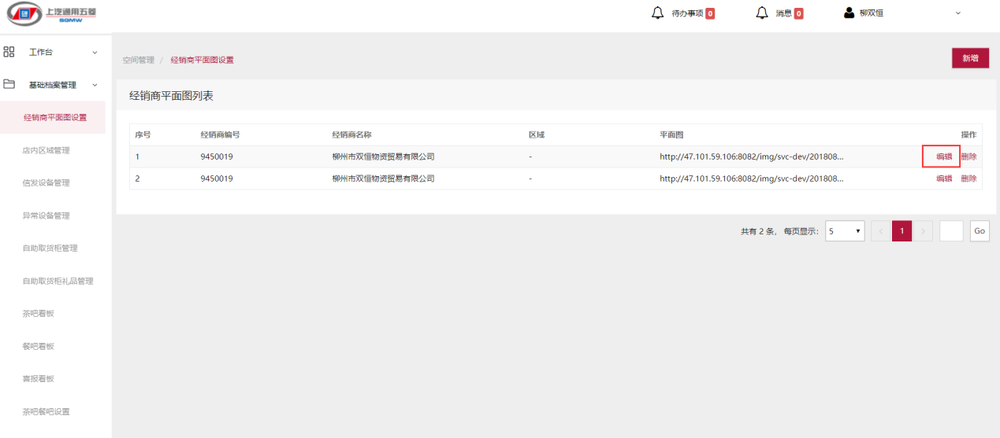 上汽通用五菱
SGMW
待办事项 0
消息 0
柳双恒
工作台
基础档案管理
经销商平面图设置
店内区域管理
信发设备管理
异常设备管理
自助取货柜管理
自助取货柜礼品管理
茶吧看板
餐吧看板
喜报看板
茶吧餐吧设置
空间管理 / 经销商平面图设置
新增
经销商平面图列表
序号 经销商编号 经销商名称 区域 平面图 操作
1 9450019 柳州市双恒物资贸易有限公司 - http://47.101.59.106:8082/img/svc-dev/201808... 编辑 删除
2 9450019 柳州市双恒物资贸易有限公司 - http://47.101.59.106:8082/img/svc-dev/201808... 编辑 删除
共有 2 条, 每页显示: 5 < 1 > Go